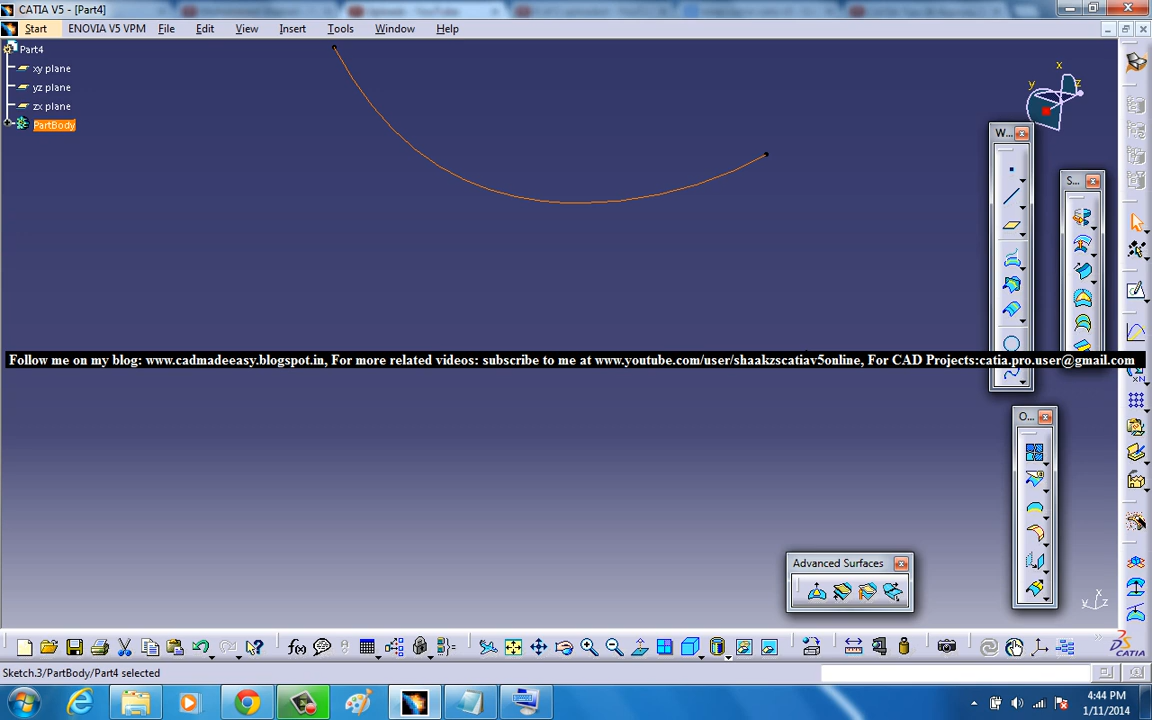 CATIA V5 - [Part4]
Start ENOVIA V5 VPM File Edit View Insert Tools Window Help
Part4
xy plane
yz plane
zx plane
PartBody
x
y
z
W...
S...
Follow me on my blog: www.cadmadeeasy.blogspot.in, For more related videos: subscribe to me at www.youtube.com/user/shaakzscatiav5online, For CAD Projects:catia.pro.user@gmail.com
O...
Advanced Surfaces
x
y z
f(x)
CATIA
Sketch.3/PartBody/Part4 selected
4:44 PM
1/11/2014